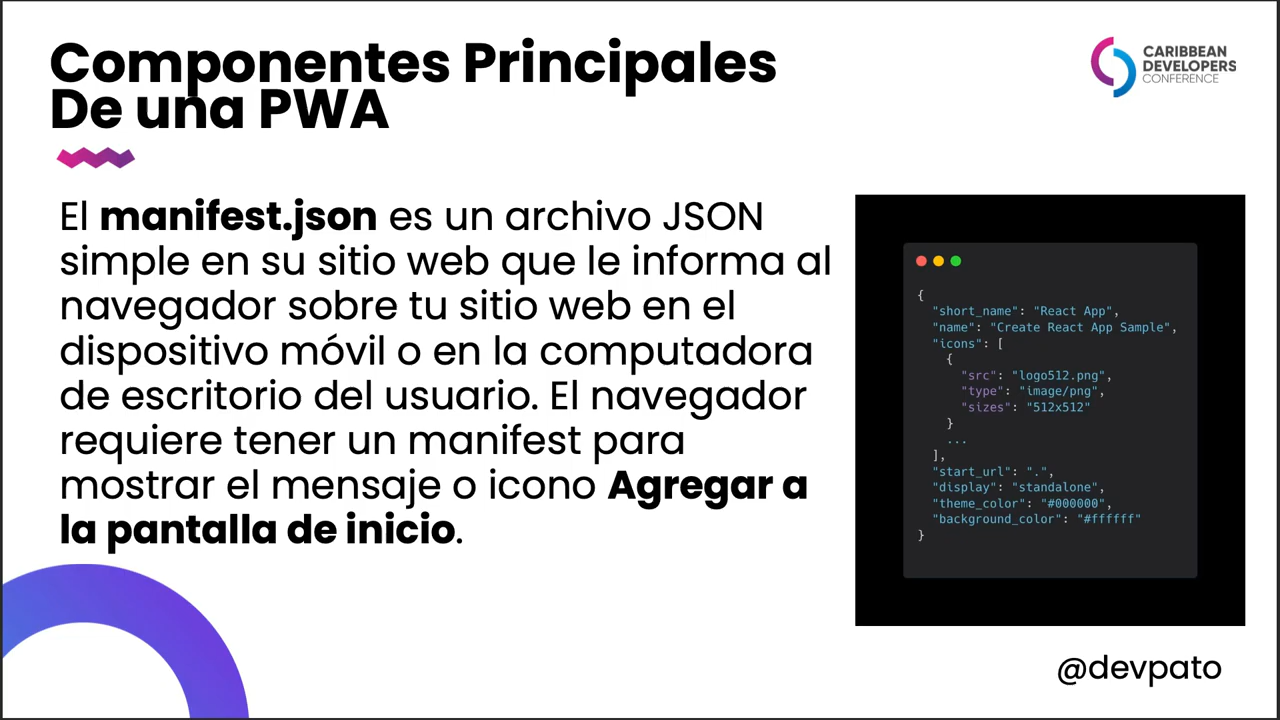 Componentes Principales
De una PWA
CARIBBEAN
DEVELOPERS
CONFERENCE
El manifest.json es un archivo JSON
simple en su sitio web que le informa al
navegador sobre tu sitio web en el
dispositivo móvil o en la computadora
de escritorio del usuario. El navegador
requiere tener un manifest para
mostrar el mensaje o icono Agregar a
la pantalla de inicio.
{
  "short_name": "React App",
  "name": "Create React App Sample",
  "icons": [
    {
      "src": "logo512.png",
      "type": "image/png",
      "sizes": "512x512"
    }
    ...
  ],
  "start_url": ".",
  "display": "standalone",
  "theme_color": "#000000",
  "background_color": "#ffffff"
}
@devpato